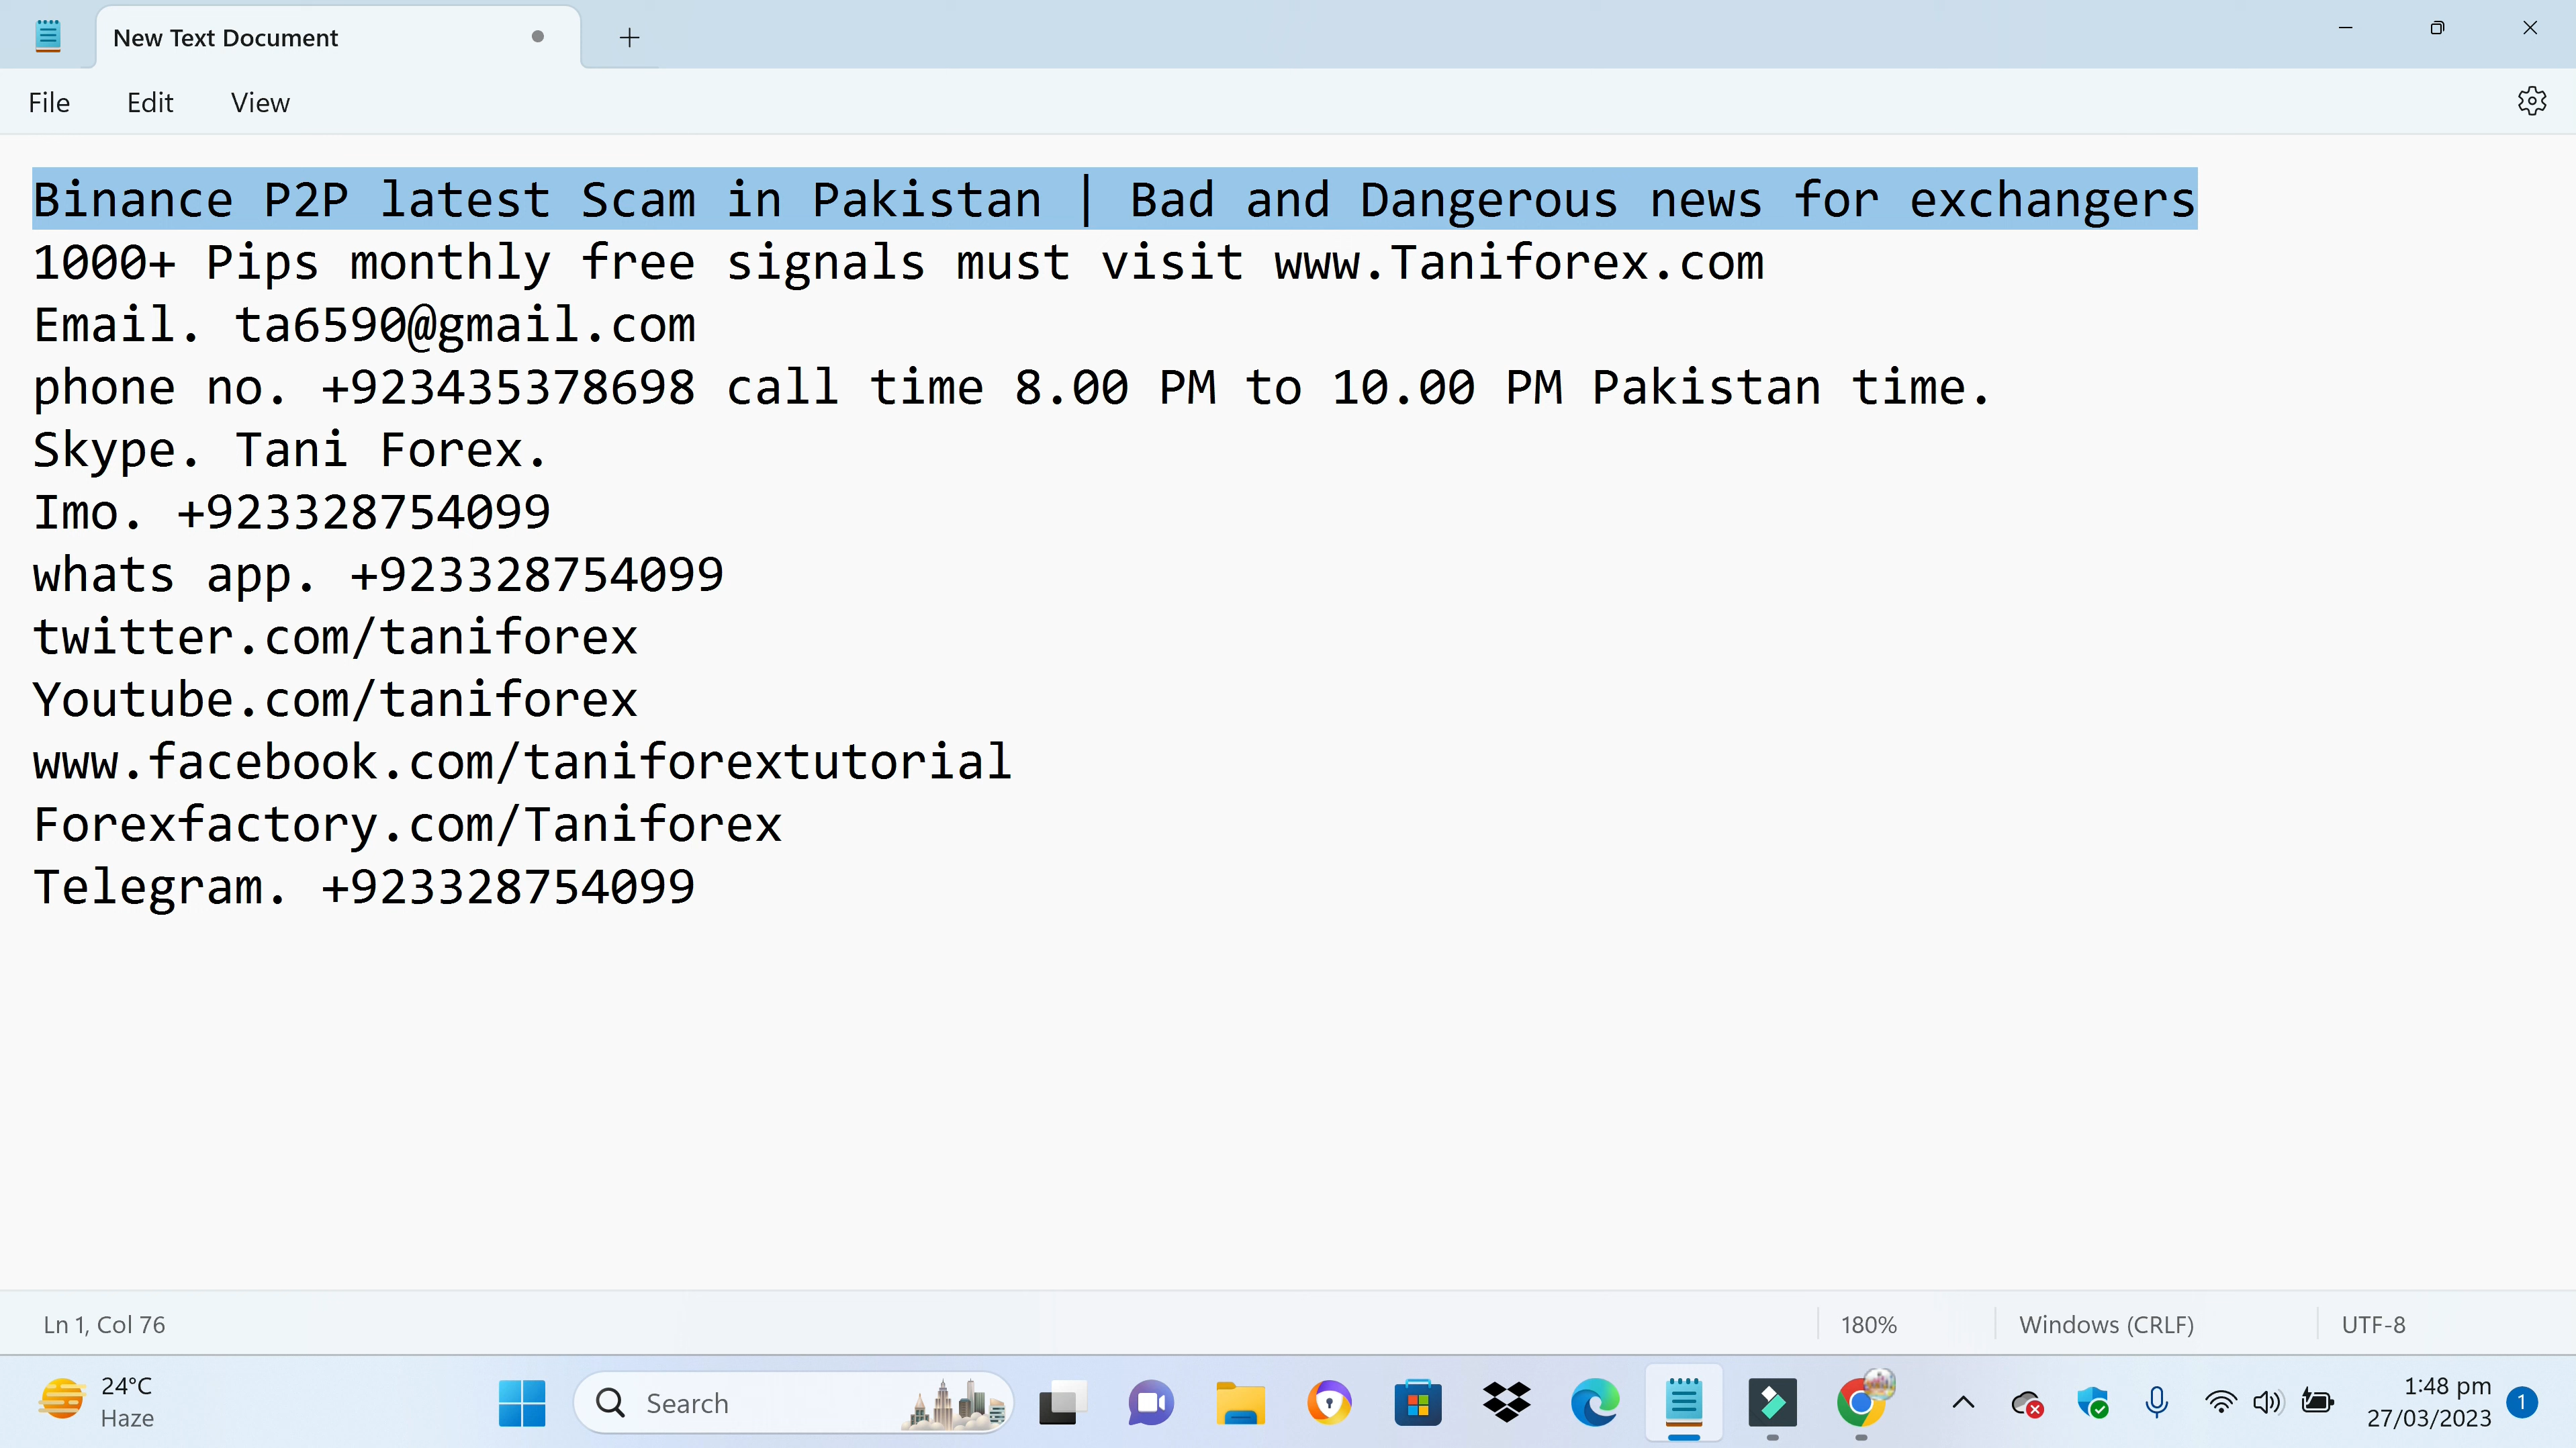 New Text Document
File Edit View
Binance P2P latest Scam in Pakistan | Bad and Dangerous news for exchangers
1000+ Pips monthly free signals must visit www.Taniforex.com
Email. ta6590@gmail.com
phone no. +923435378698 call time 8.00 PM to 10.00 PM Pakistan time.
Skype. Tani Forex.
Imo. +923328754099
whats app. +923328754099
twitter.com/taniforex
Youtube.com/taniforex
www.facebook.com/taniforextutorial
Forexfactory.com/Taniforex
Telegram. +923328754099
Ln 1, Col 76 180% Windows (CRLF) UTF-8
24°C
Haze
Search
1:48 pm
27/03/2023
1